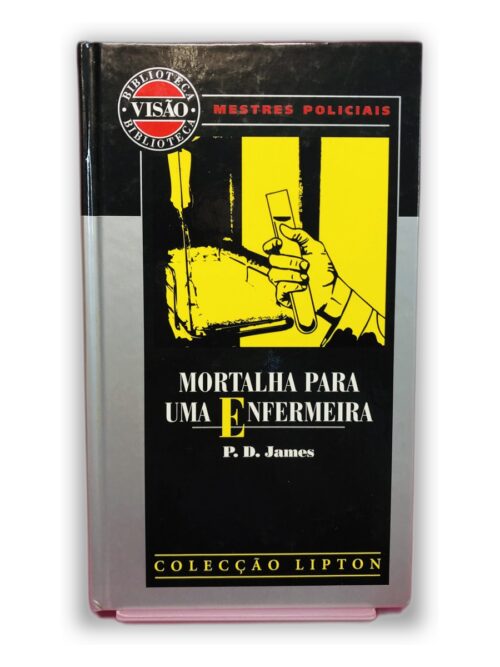 BIBLIOTECA
VISÃO
BIBLIOTECA
MESTRES POLICIAIS
MORTALHA PARA
UMA ENFERMEIRA
P. D. James
COLECÇÃO LIPTON